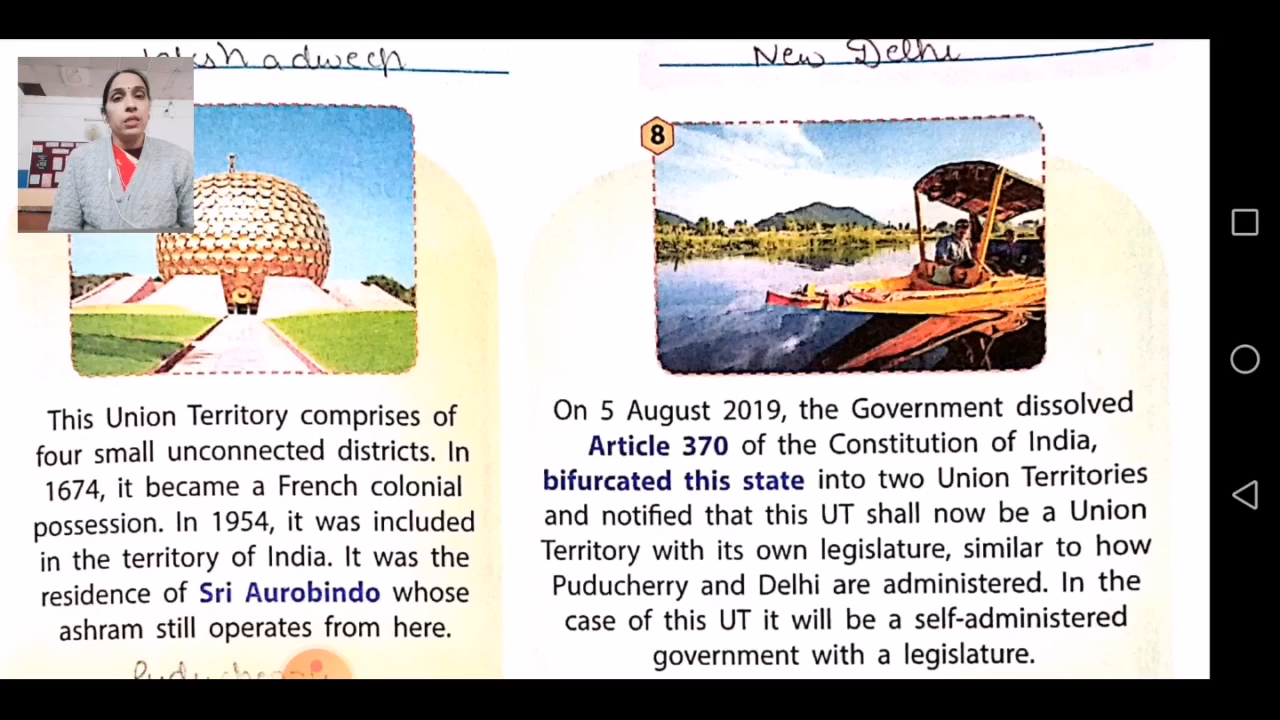 New Delhi
8
This Union Territory comprises of
four small unconnected districts. In
1674, it became a French colonial
possession. In 1954, it was included
in the territory of India. It was the
residence of Sri Aurobindo whose
ashram still operates from here.
On 5 August 2019, the Government dissolved
Article 370 of the Constitution of India,
bifurcated this state into two Union Territories
and notified that this UT shall now be a Union
Territory with its own legislature, similar to how
Puducherry and Delhi are administered. In the
case of this UT it will be a self-administered
government with a legislature.